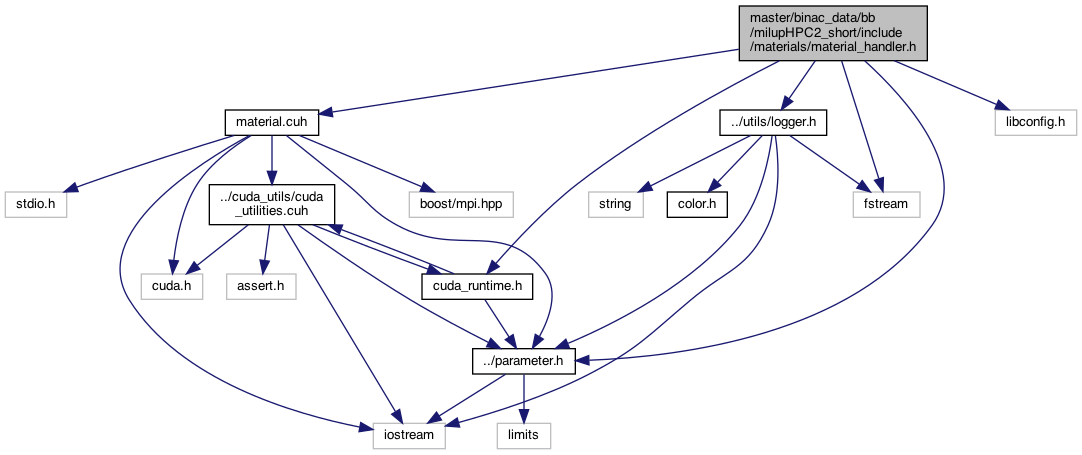 master/binac_data/bb
/milupHPC2_short/include
/materials/material_handler.h
material.cuh
../utils/logger.h
libconfig.h
stdio.h
../cuda_utils/cuda
_utilities.cuh
boost/mpi.hpp
string
color.h
fstream
cuda.h
assert.h
cuda_runtime.h
../parameter.h
iostream
limits